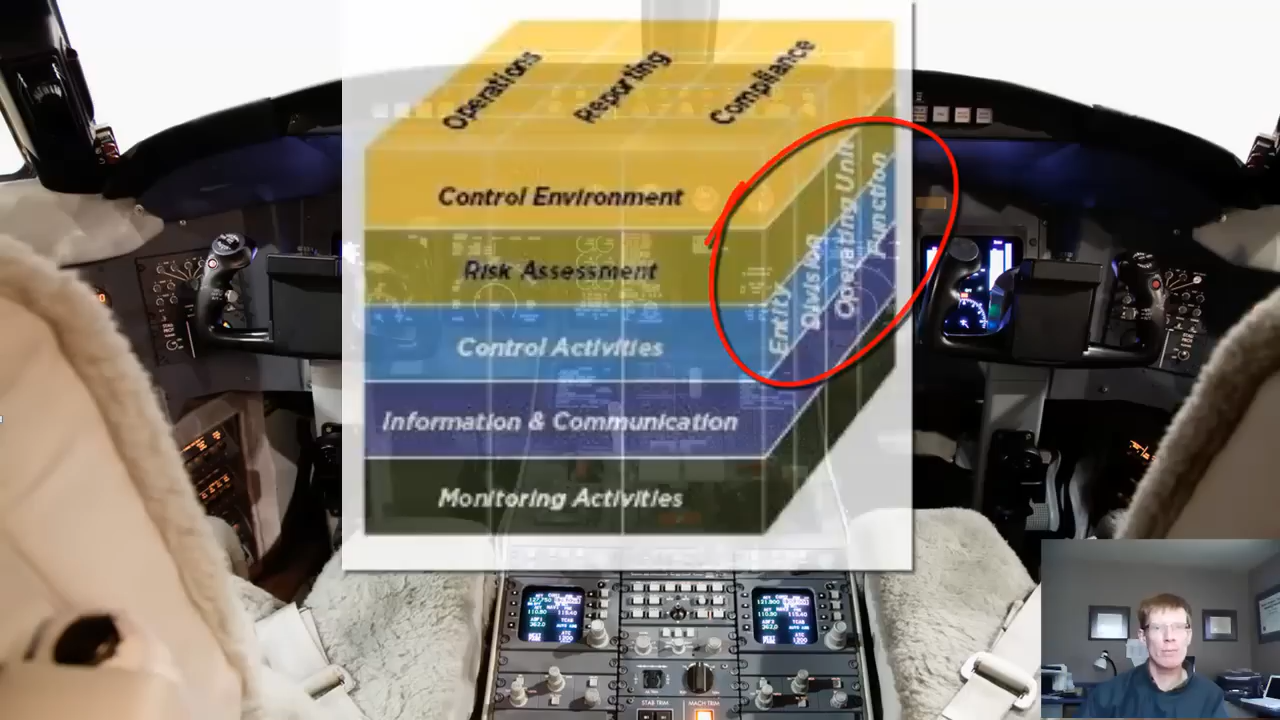 Operations
Reporting
Compliance
Control Environment
Risk Assessment
Control Activities
Information & Communication
Monitoring Activities
Entity
Division
Operating Unit
Function
STAB TRIM
MACH TRIM